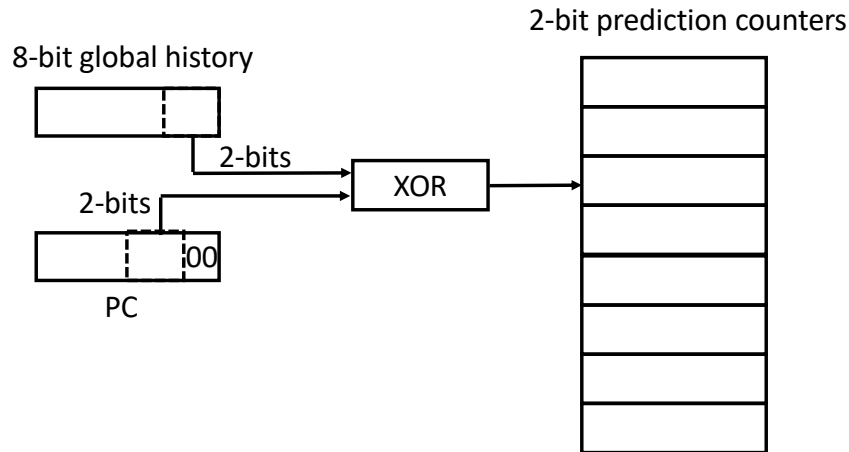 2-bit prediction counters
8-bit global history
2-bits
XOR
2-bits
00
PC